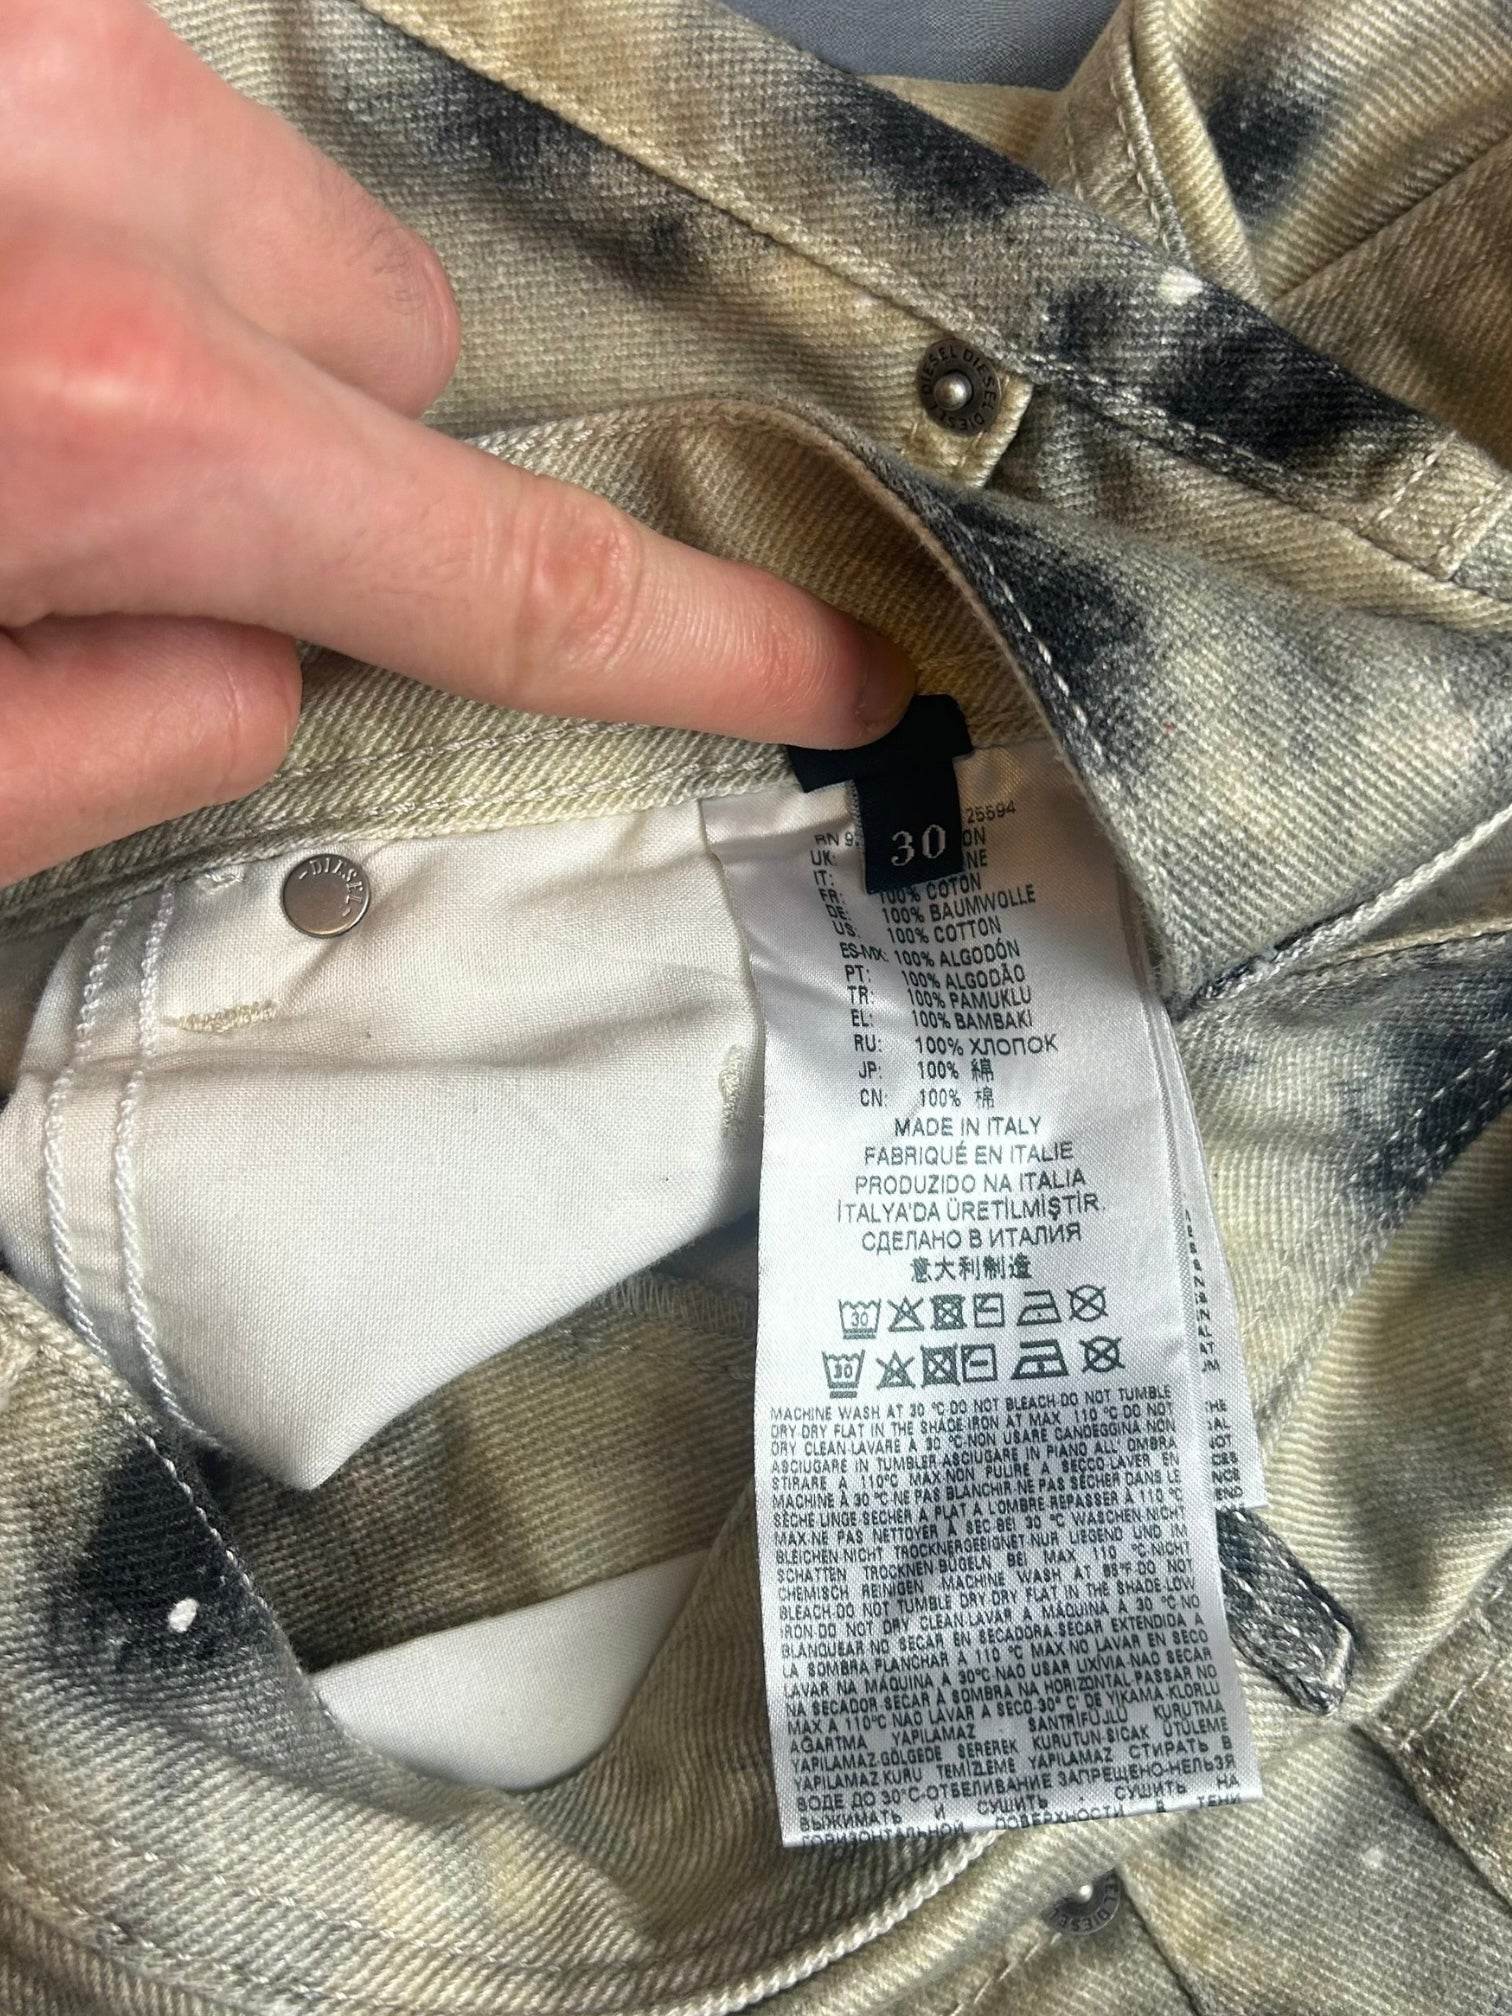 DIESEL DIESEL DIESEL
30
25594
-DIESEL-
RN 9
ON
UK:
NE
IT:
FR: 100% COTON
DE: 100% BAUMWOLLE
US: 100% COTTON
ES-MX: 100% ALGODÓN
PT: 100% ALGODÃO
TR: 100% PAMUKLU
EL: 100% BAMBAKI
RU: 100% ХЛОПОК
JP: 100% 綿
CN: 100% 棉
MADE IN ITALY
FABRIQUÉ EN ITALIE
PRODUZIDO NA ITALIA
İTALYA'DA ÜRETİLMİŞTİR.
СДЕЛАНО В ИТАЛИЯ
意大利制造
30
30
MACHINE WASH AT 30 °C-DO NOT BLEACH-DO NOT TUMBLE
DRY-DRY FLAT IN THE SHADE-IRON AT MAX 110 °C-DO NOT
DRY CLEAN-LAVARE A 30 °C-NON USARE CANDEGGINA-NON
ASCIUGARE IN TUMBLER-ASCIUGARE IN PIANO ALL' OMBRA
STIRARE A 110°C MAX-NON PULIRE A SECCO-LAVER EN
MACHINE À 30 °C-NE PAS BLANCHIR-NE PAS SÉCHER DANS LE
SÈCHE LINGE-SÉCHER À PLAT A L'OMBRE-REPASSER À 110 °C
MAX-NE PAS NETTOYER À SEC-BEI 30 °C WASCHEN-NICHT
BLEICHEN-NICHT TROCKNERGEEIGNET-NUR LIEGEND UND IM
SCHATTEN TROCKNEN-BÜGELN BEI MAX 110 °C-NICHT
CHEMISCH REINIGEN -MACHINE WASH AT 85°F-DO NOT
BLEACH-DO NOT TUMBLE DRY-DRY FLAT IN THE SHADE-LOW
IRON-DO NOT DRY CLEAN-LAVAR A MÁQUINA A 30 °C-NO
BLANQUEAR-NO SECAR EN SECADORA-SECAR EXTENDIDA A
LA SOMBRA-PLANCHAR A 110 °C MAX-NO LAVAR EN SECO
LAVAR NA MÁQUINA A 30°C-NAO USAR LIXÍVIA-NAO SECAR
NA SECADOR-SECAR À SOMBRA NA HORIZONTAL-PASSAR NO
MAX A 110°C-NAO LAVAR A SECO-30° C' DE YIKAMA-KLORLU
AĞARTMA YAPILAMAZ SANTRİFÜJLÜ KURUTMA
YAPILAMAZ-GÖLGEDE SEREREK KURUTUN-SICAK ÜTÜLEME
YAPILAMAZ-KURU TEMİZLEME YAPILAMAZ СТИРАТЬ В
ВОДЕ ДО 30°С-ОТБЕЛИВАНИЕ ЗАПРЕЩЕНО-НЕЛЬЗЯ
ВЫЖИМАТЬ И СУШИТЬ - СУШИТЬ НА
ГОРИЗОНТАЛЬНОЙ ПОВЕРХНОСТИ В ТЕНИ